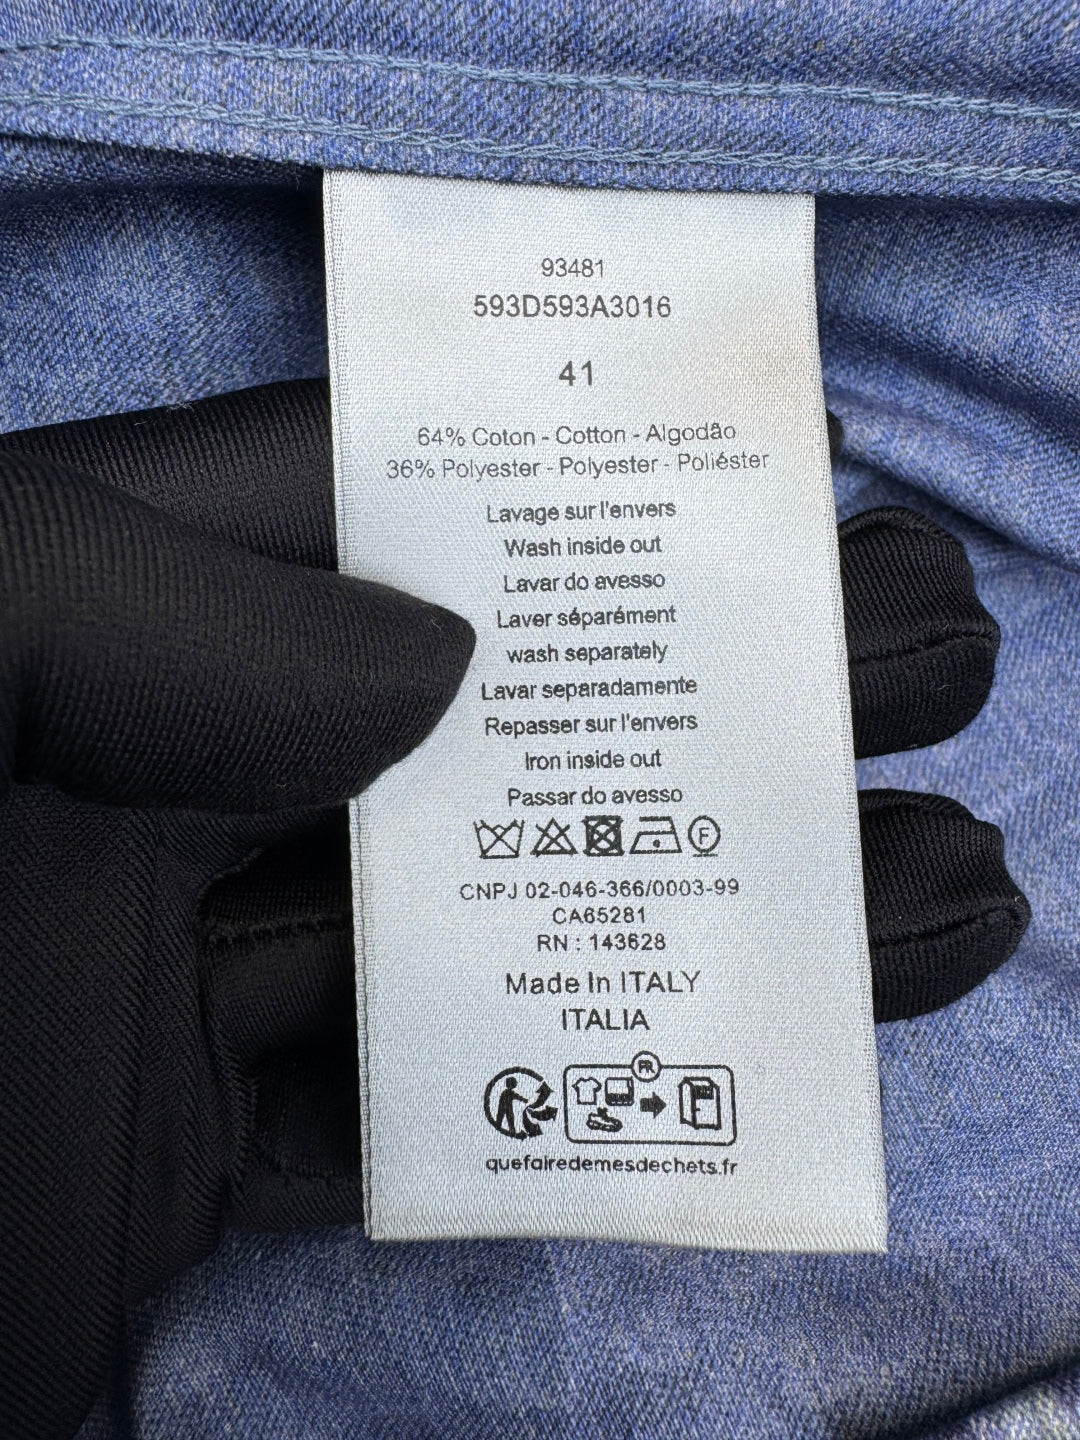 93481
593D593A3016
41
64% Coton - Cotton - Algodão
36% Polyester - Polyester - Poliéster
Lavage sur l'envers
Wash inside out
Lavar do avesso
Laver séparément
wash separately
Lavar separadamente
Repasser sur l'envers
Iron inside out
Passar do avesso
F
CNPJ 02-046-366/0003-99
CA65281
RN : 143628
Made In ITALY
ITALIA
FR
quefairedemesdechets.fr